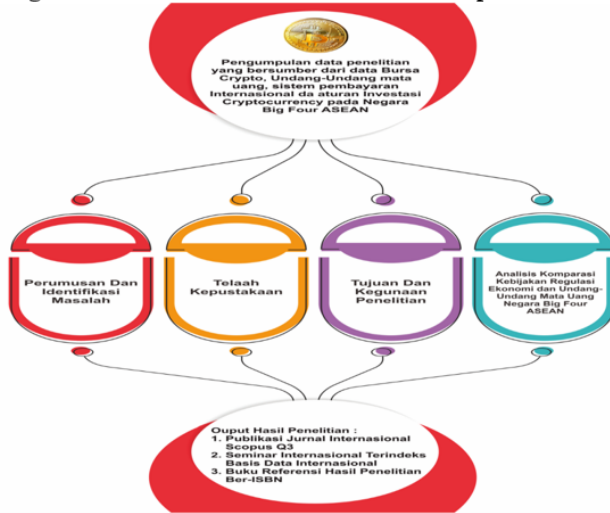 Pengumpulan data penelitian
yang bersumber dari data Bursa
Crypto, Undang-Undang mata
uang, sistem pembayaran
Internasional da aturan Investasi
Cryptocurrency pada Negara
Big Four ASEAN
Perumusan Dan
Identifikasi
Masalah
Telaah
Kepustakaan
Tujuan Dan
Kegunaan
Penelitian
Analisis Komparasi
Kebijakan Regulasi
Ekonomi dan Undang-
Undang Mata Uang
Negara Big Four
ASEAN
Ouput Hasil Penelitian :
1. Publikasi Jurnal Internasional
Scopus Q3
2. Seminar Internasional Terindeks
Basis Data Internasional
3. Buku Referensi Hasil Penelitian
Ber-ISBN